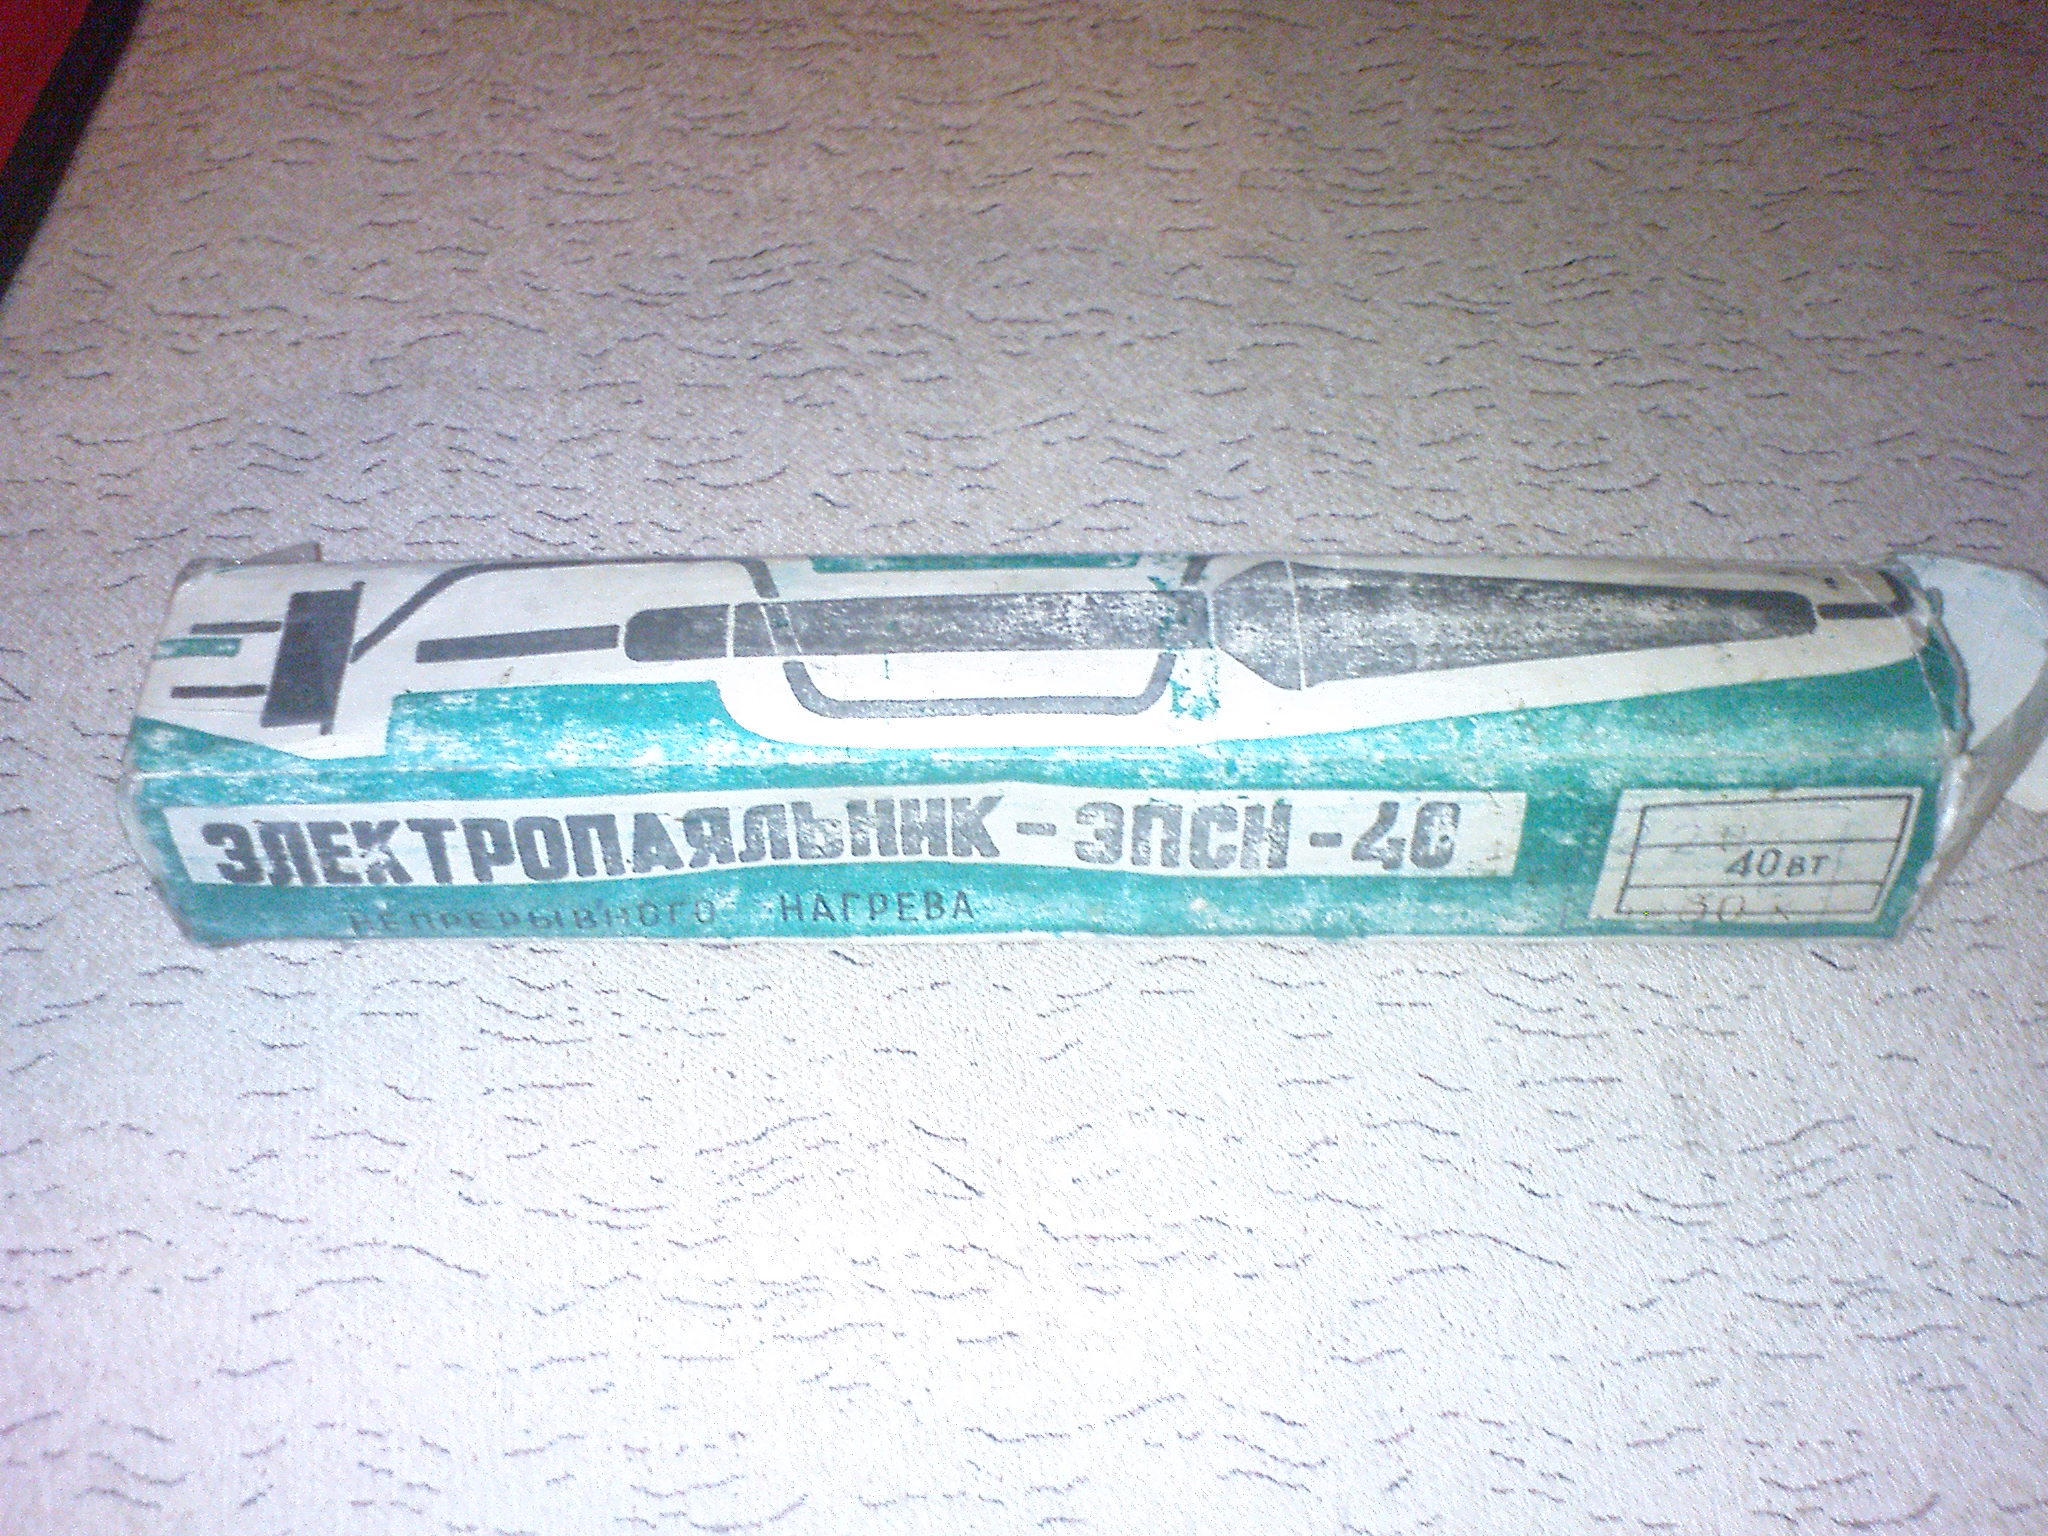 ЭЛЕКТРОПАЯЛЬНИК - ЭПСН - 40
НЕПРЕРЫВНОГО НАГРЕВА
40 ВТ